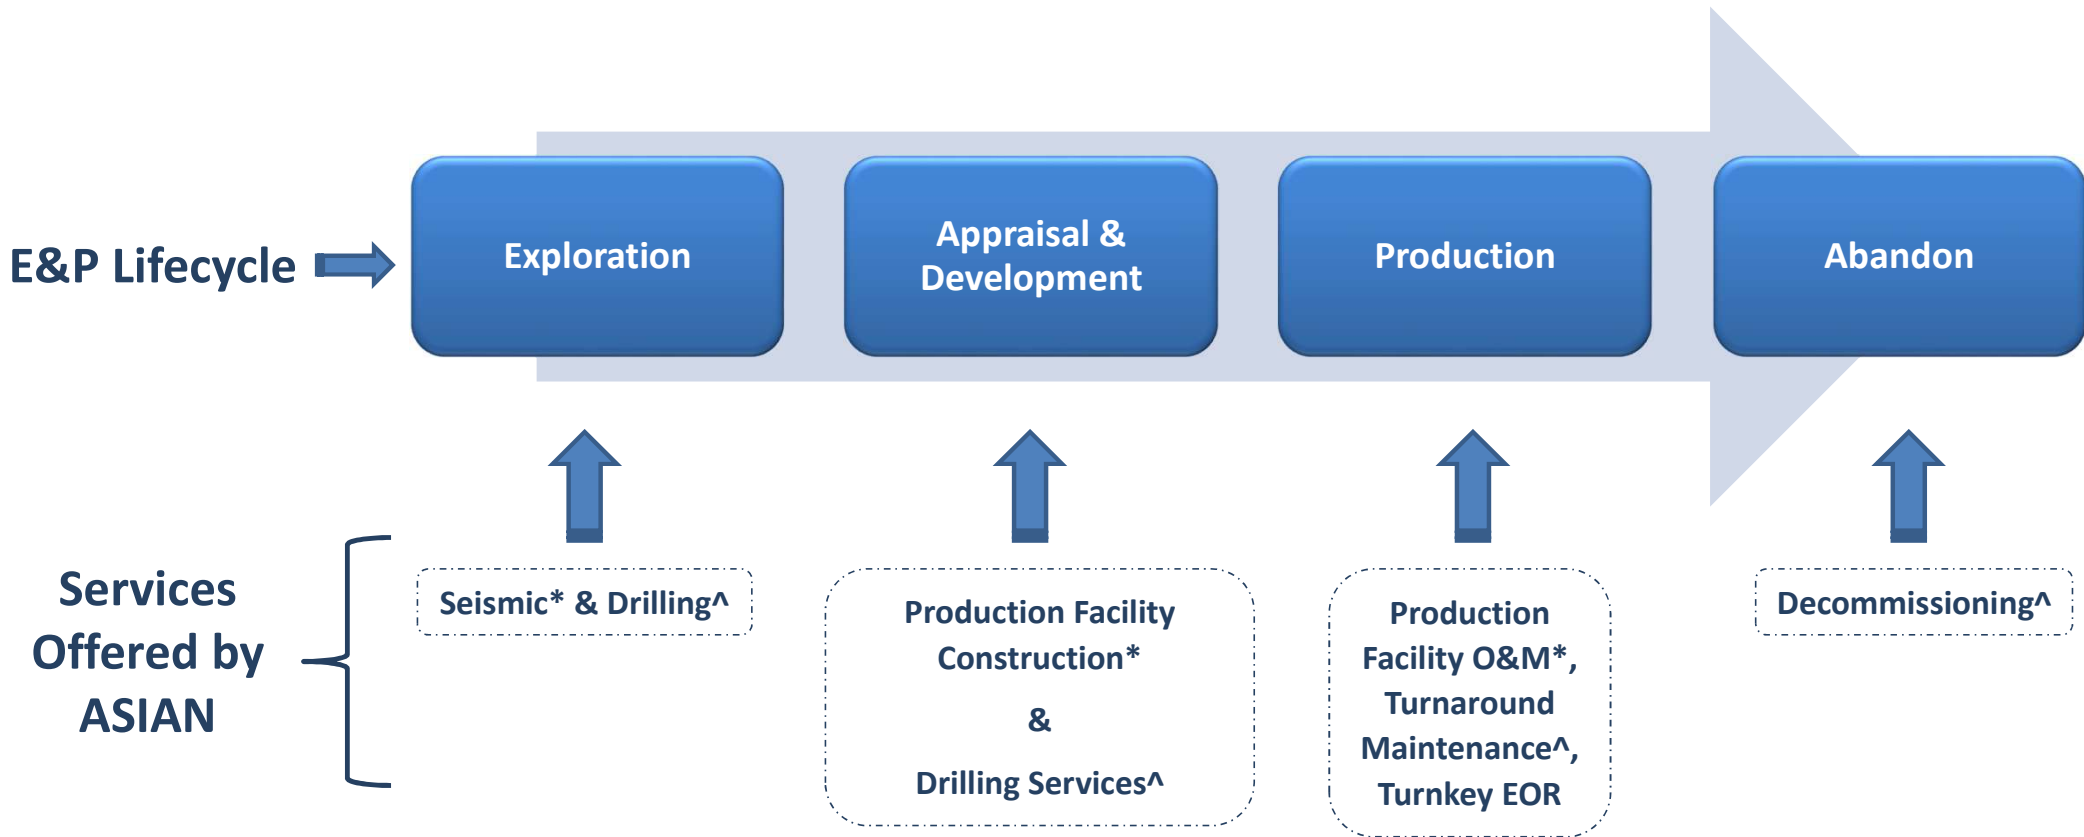 E&P Lifecycle
Exploration
Appraisal &
Development
Production
Abandon
Services
Offered by
ASIAN
Seismic* & Drilling^
Production Facility
Construction*
&
Drilling Services^
Production
Facility O&M*,
Turnaround
Maintenance^,
Turnkey EOR
Decommissioning^